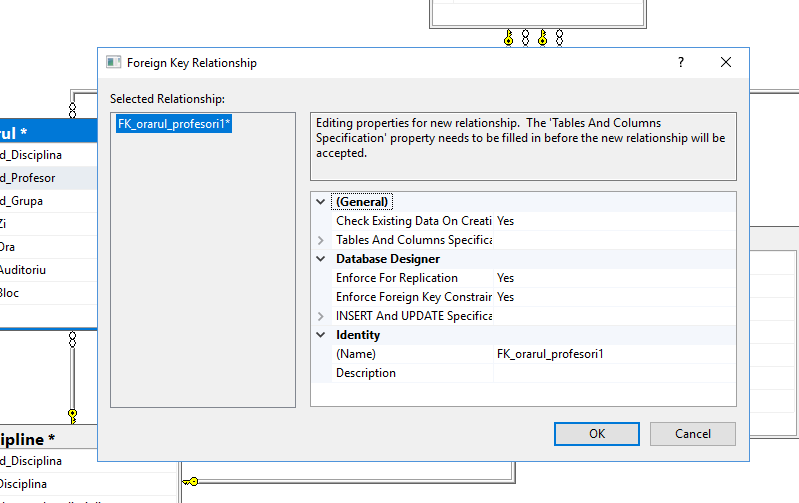 Foreign Key Relationship
?
Selected Relationship:
FK_orarul_profesori1*
Editing properties for new relationship. The 'Tables And Columns
Specification' property needs to be filled in before the new relationship will be
accepted.
(General)
Check Existing Data On Creati Yes
Tables And Columns Specifica
Database Designer
Enforce For Replication Yes
Enforce Foreign Key Constrain Yes
INSERT And UPDATE Specifica
Identity
(Name) FK_orarul_profesori1
Description
OK
Cancel
rul *
d_Disciplina
d_Profesor
d_Grupa
Zi
Ora
Auditoriu
Bloc
ipline *
d_Disciplina
Disciplina